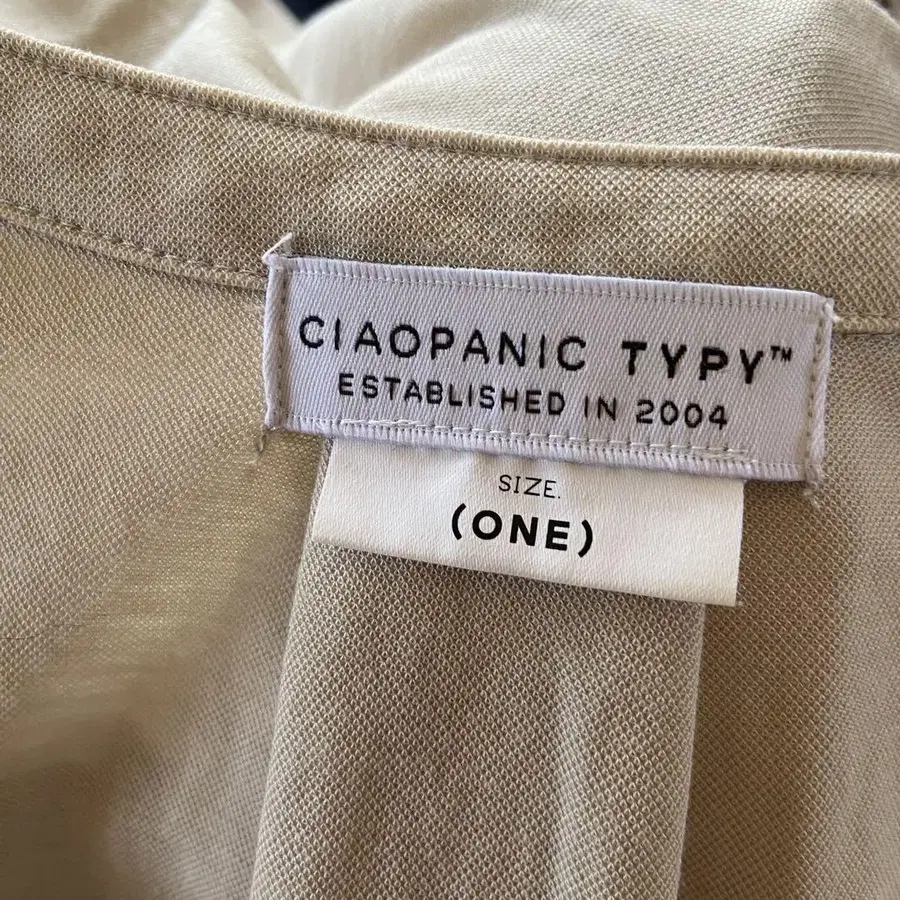 CIAOPANIC TYPY™
ESTABLISHED IN 2004
SIZE.
(ONE)